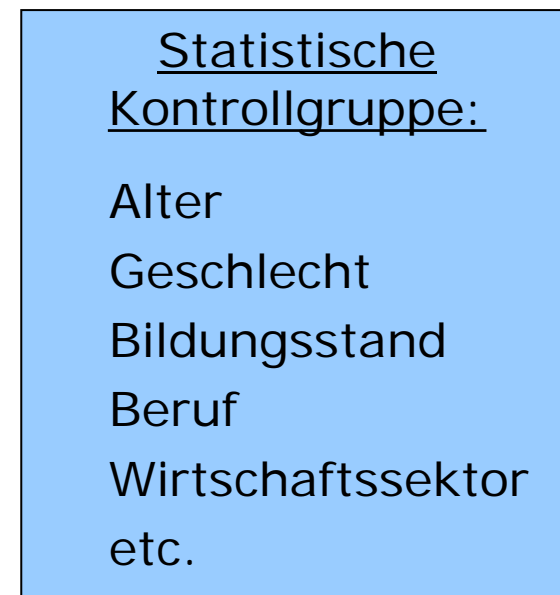 Statistische
Kontrollgruppe:
Alter
Geschlecht
Bildungsstand
Beruf
Wirtschaftssektor
etc.